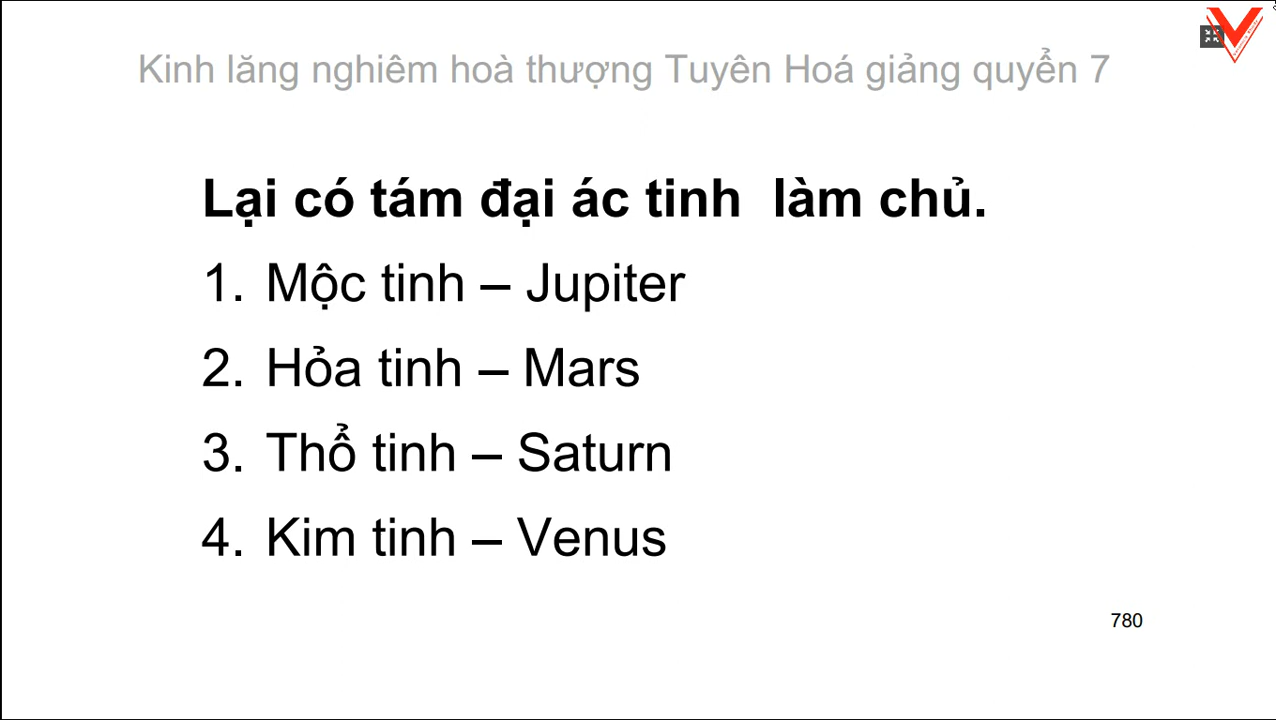 Kinh lăng nghiêm hoà thượng Tuyên Hoá giảng quyển 7
Lại có tám đại ác tinh làm chủ.
1. Mộc tinh – Jupiter
2. Hỏa tinh – Mars
3. Thổ tinh – Saturn
4. Kim tinh – Venus
780